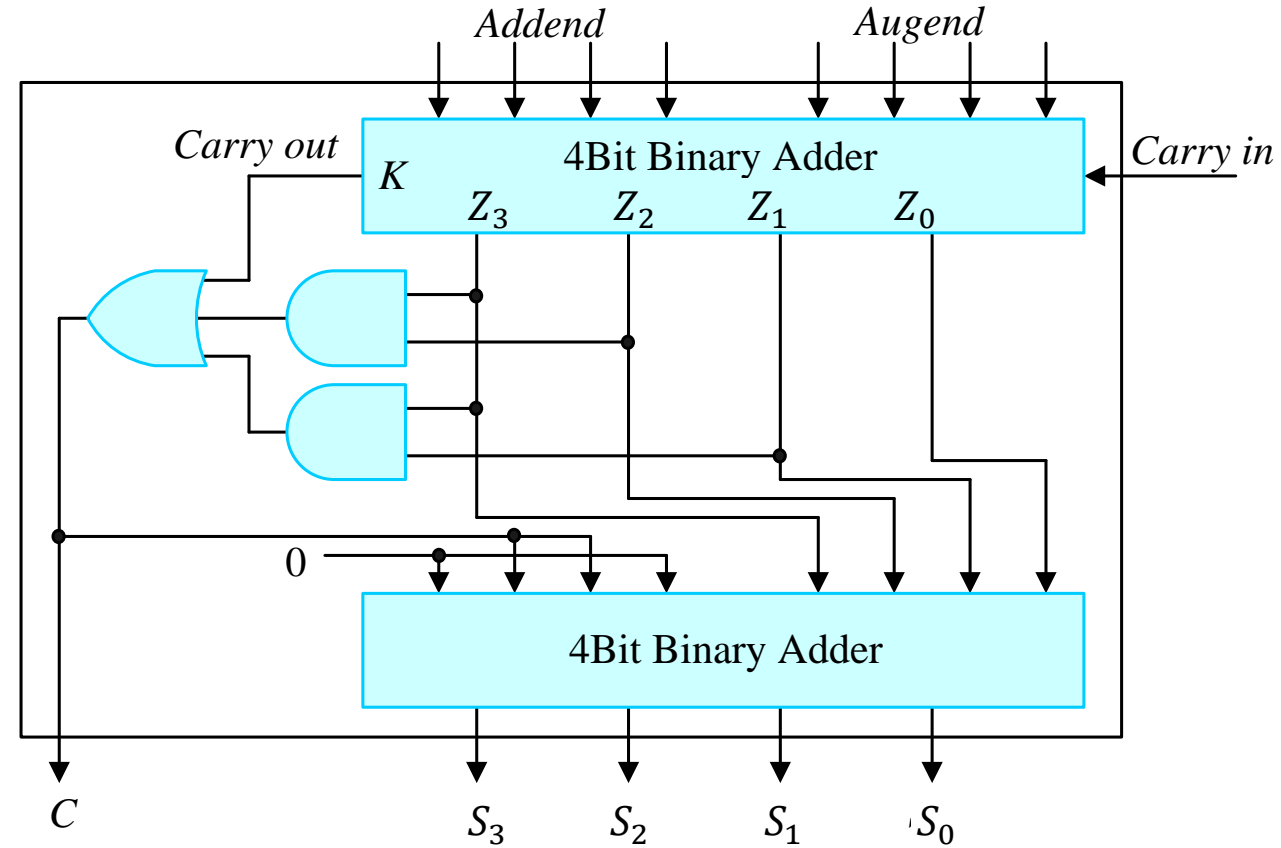 Addend Augend
Carry out
4Bit Binary Adder
Carry in
K
Z₃ Z₂ Z₁ Z₀
0
4Bit Binary Adder
C
S₃ S₂ S₁ S₀